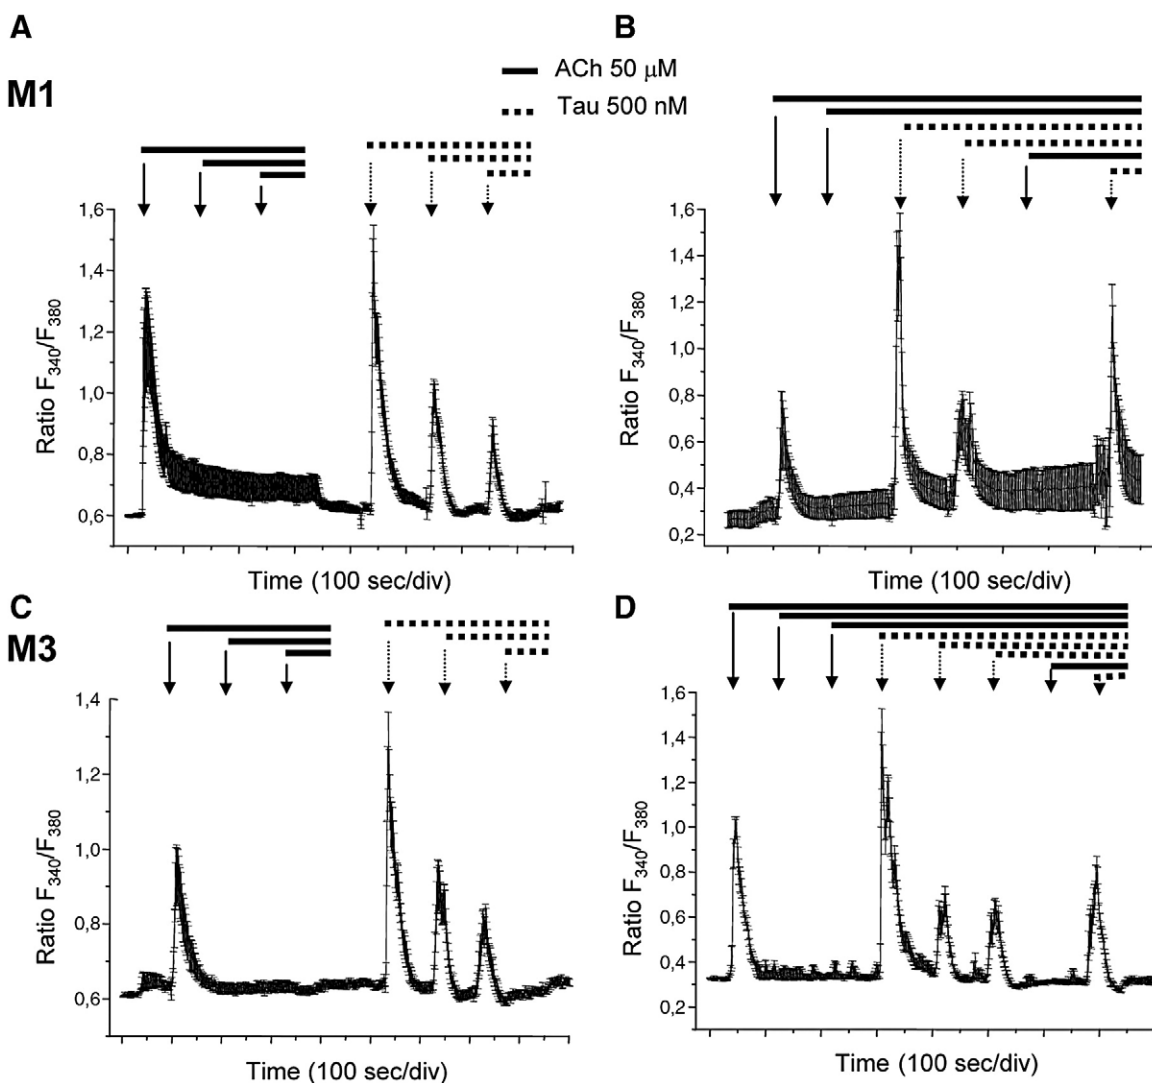 A
B
M1
ACh 50 μM
Tau 500 nM
1,6
1,4
1,2
1,0
0,8
0,6
Ratio F340/F380
Time (100 sec/div)
1,6
1,4
1,2
1,0
0,8
0,6
0,4
0,2
Ratio F340/F380
Time (100 sec/div)
C
D
M3
1,4
1,2
1,0
0,8
0,6
Ratio F340/F380
Time (100 sec/div)
1,6
1,4
1,2
1,0
0,8
0,6
0,4
0,2
Ratio F340/F380
Time (100 sec/div)